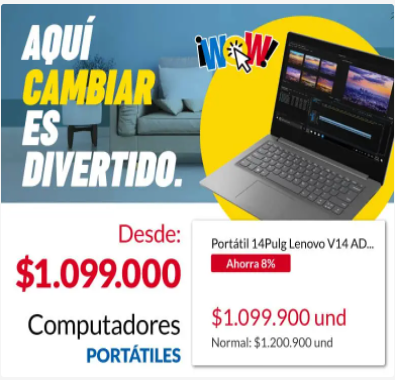 AQUÍ
CAMBIAR
ES
DIVERTIDO.
¡WOW!
Desde:
$1.099.000
Computadores
PORTÁTILES
Portátil 14Pulg Lenovo V14 AD...
Ahorra 8%
$1.099.900 und
Normal: $1.200.900 und